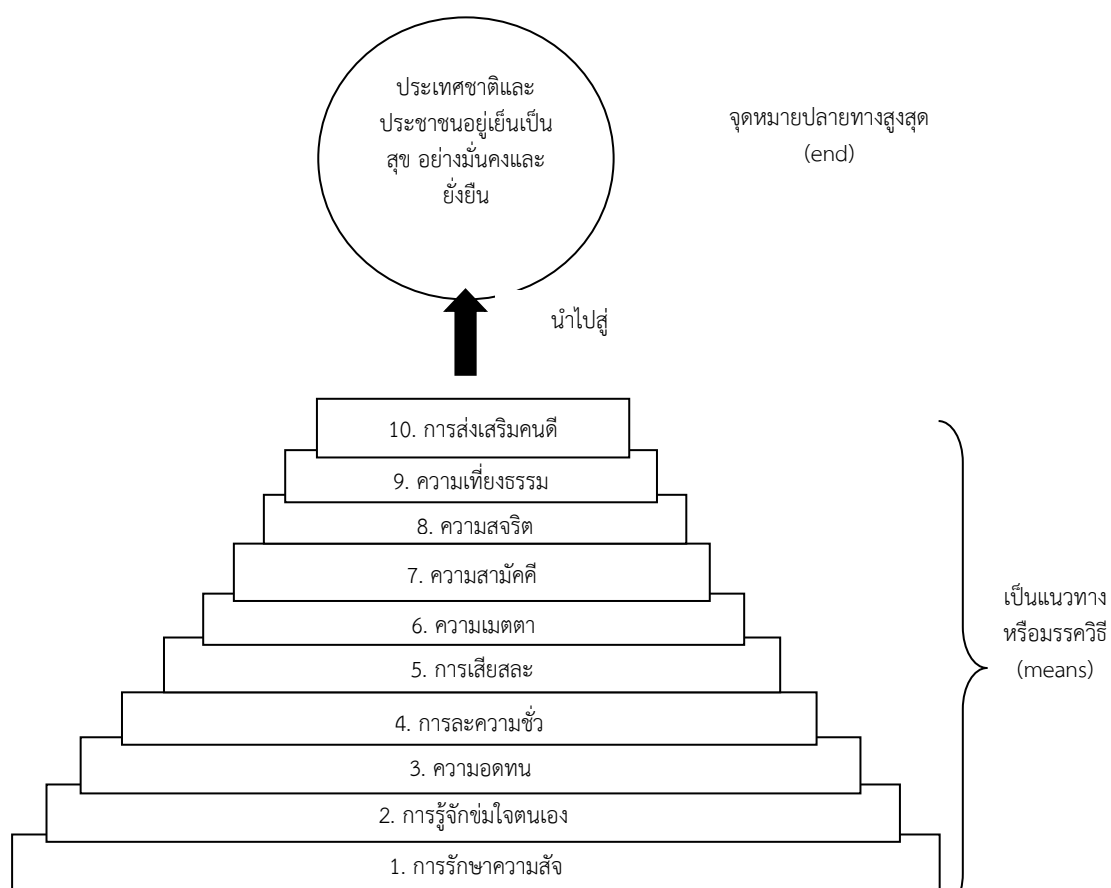 ประเทศชาติและ
ประชาชนอยู่เย็นเป็น
สุข อย่างมั่นคงและ
ยั่งยืน
จุดหมายปลายทางสูงสุด
(end)
นำไปสู่
10. การส่งเสริมคนดี
9. ความเที่ยงธรรม
8. ความสจริต
7. ความสามัคคี
6. ความเมตตา
5. การเสียสละ
4. การละความชั่ว
3. ความอดทน
2. การรู้จักข่มใจตนเอง
1. การรักษาความสัจ
เป็นแนวทาง
หรือมรรควิธี
(means)